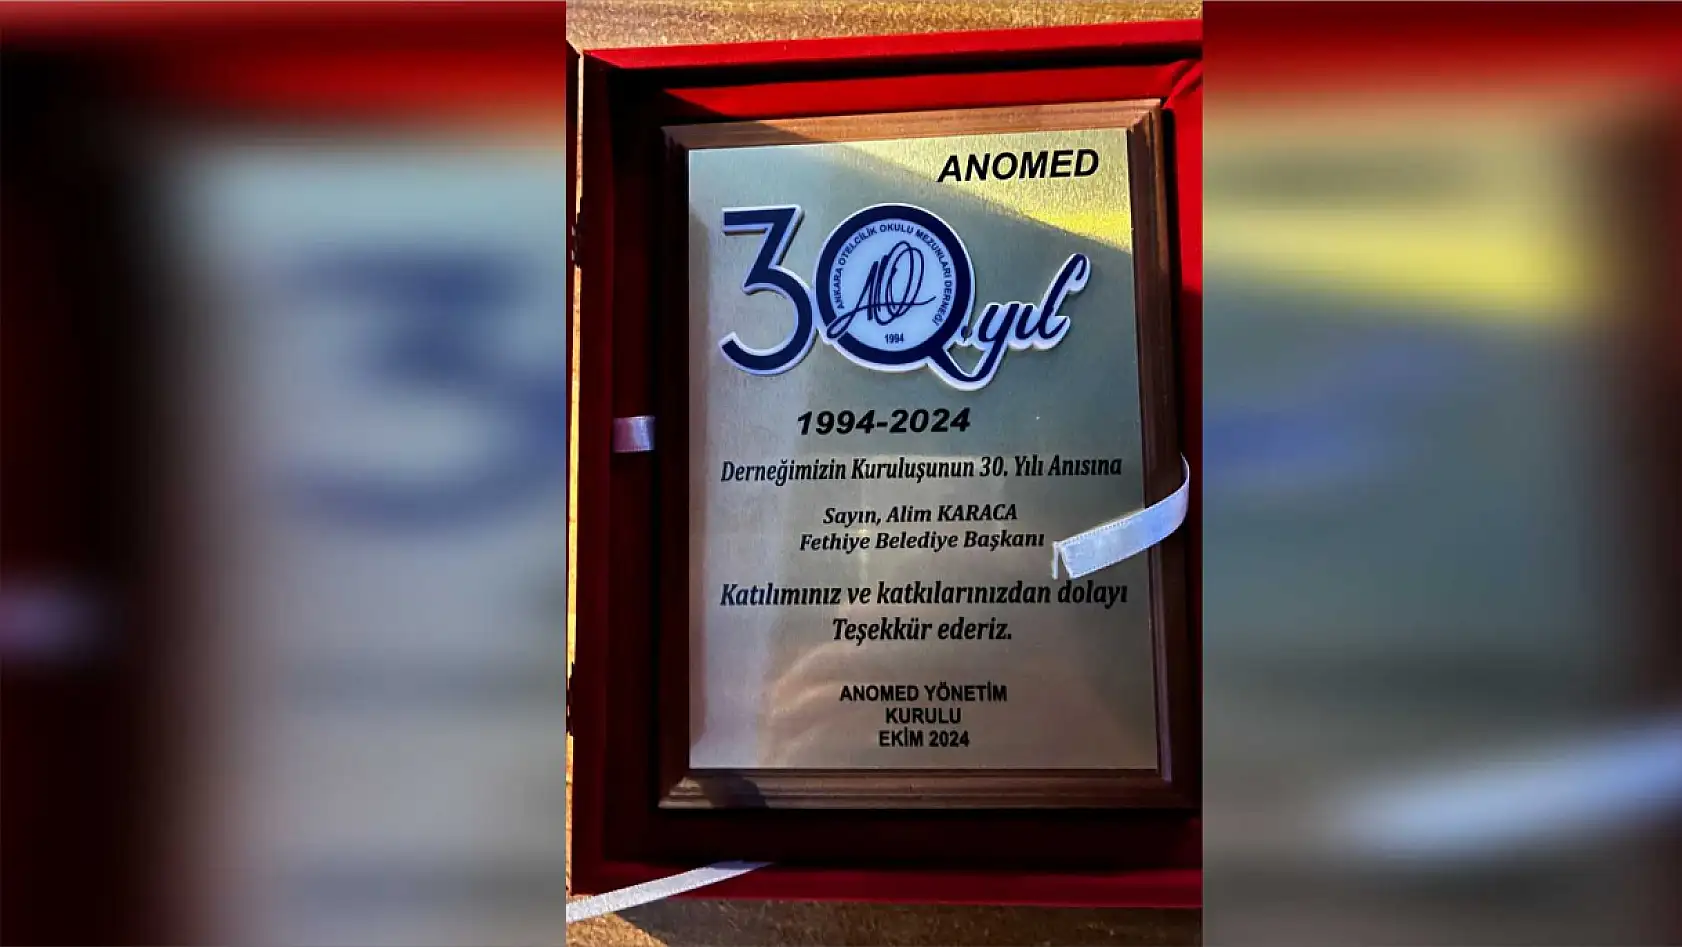 ANOMED
30.yıl
ANKARA OTELCİLİK OKULU MEZUNLARI DERNEĞİ
AO
1994
1994-2024
Derneğimizin Kuruluşunun 30. Yılı Anısına
Sayın, Alim KARACA
Fethiye Belediye Başkanı
Katılımınız ve katkılarınızdan dolayı
Teşekkür ederiz.
ANOMED YÖNETİM
KURULU
EKİM 2024